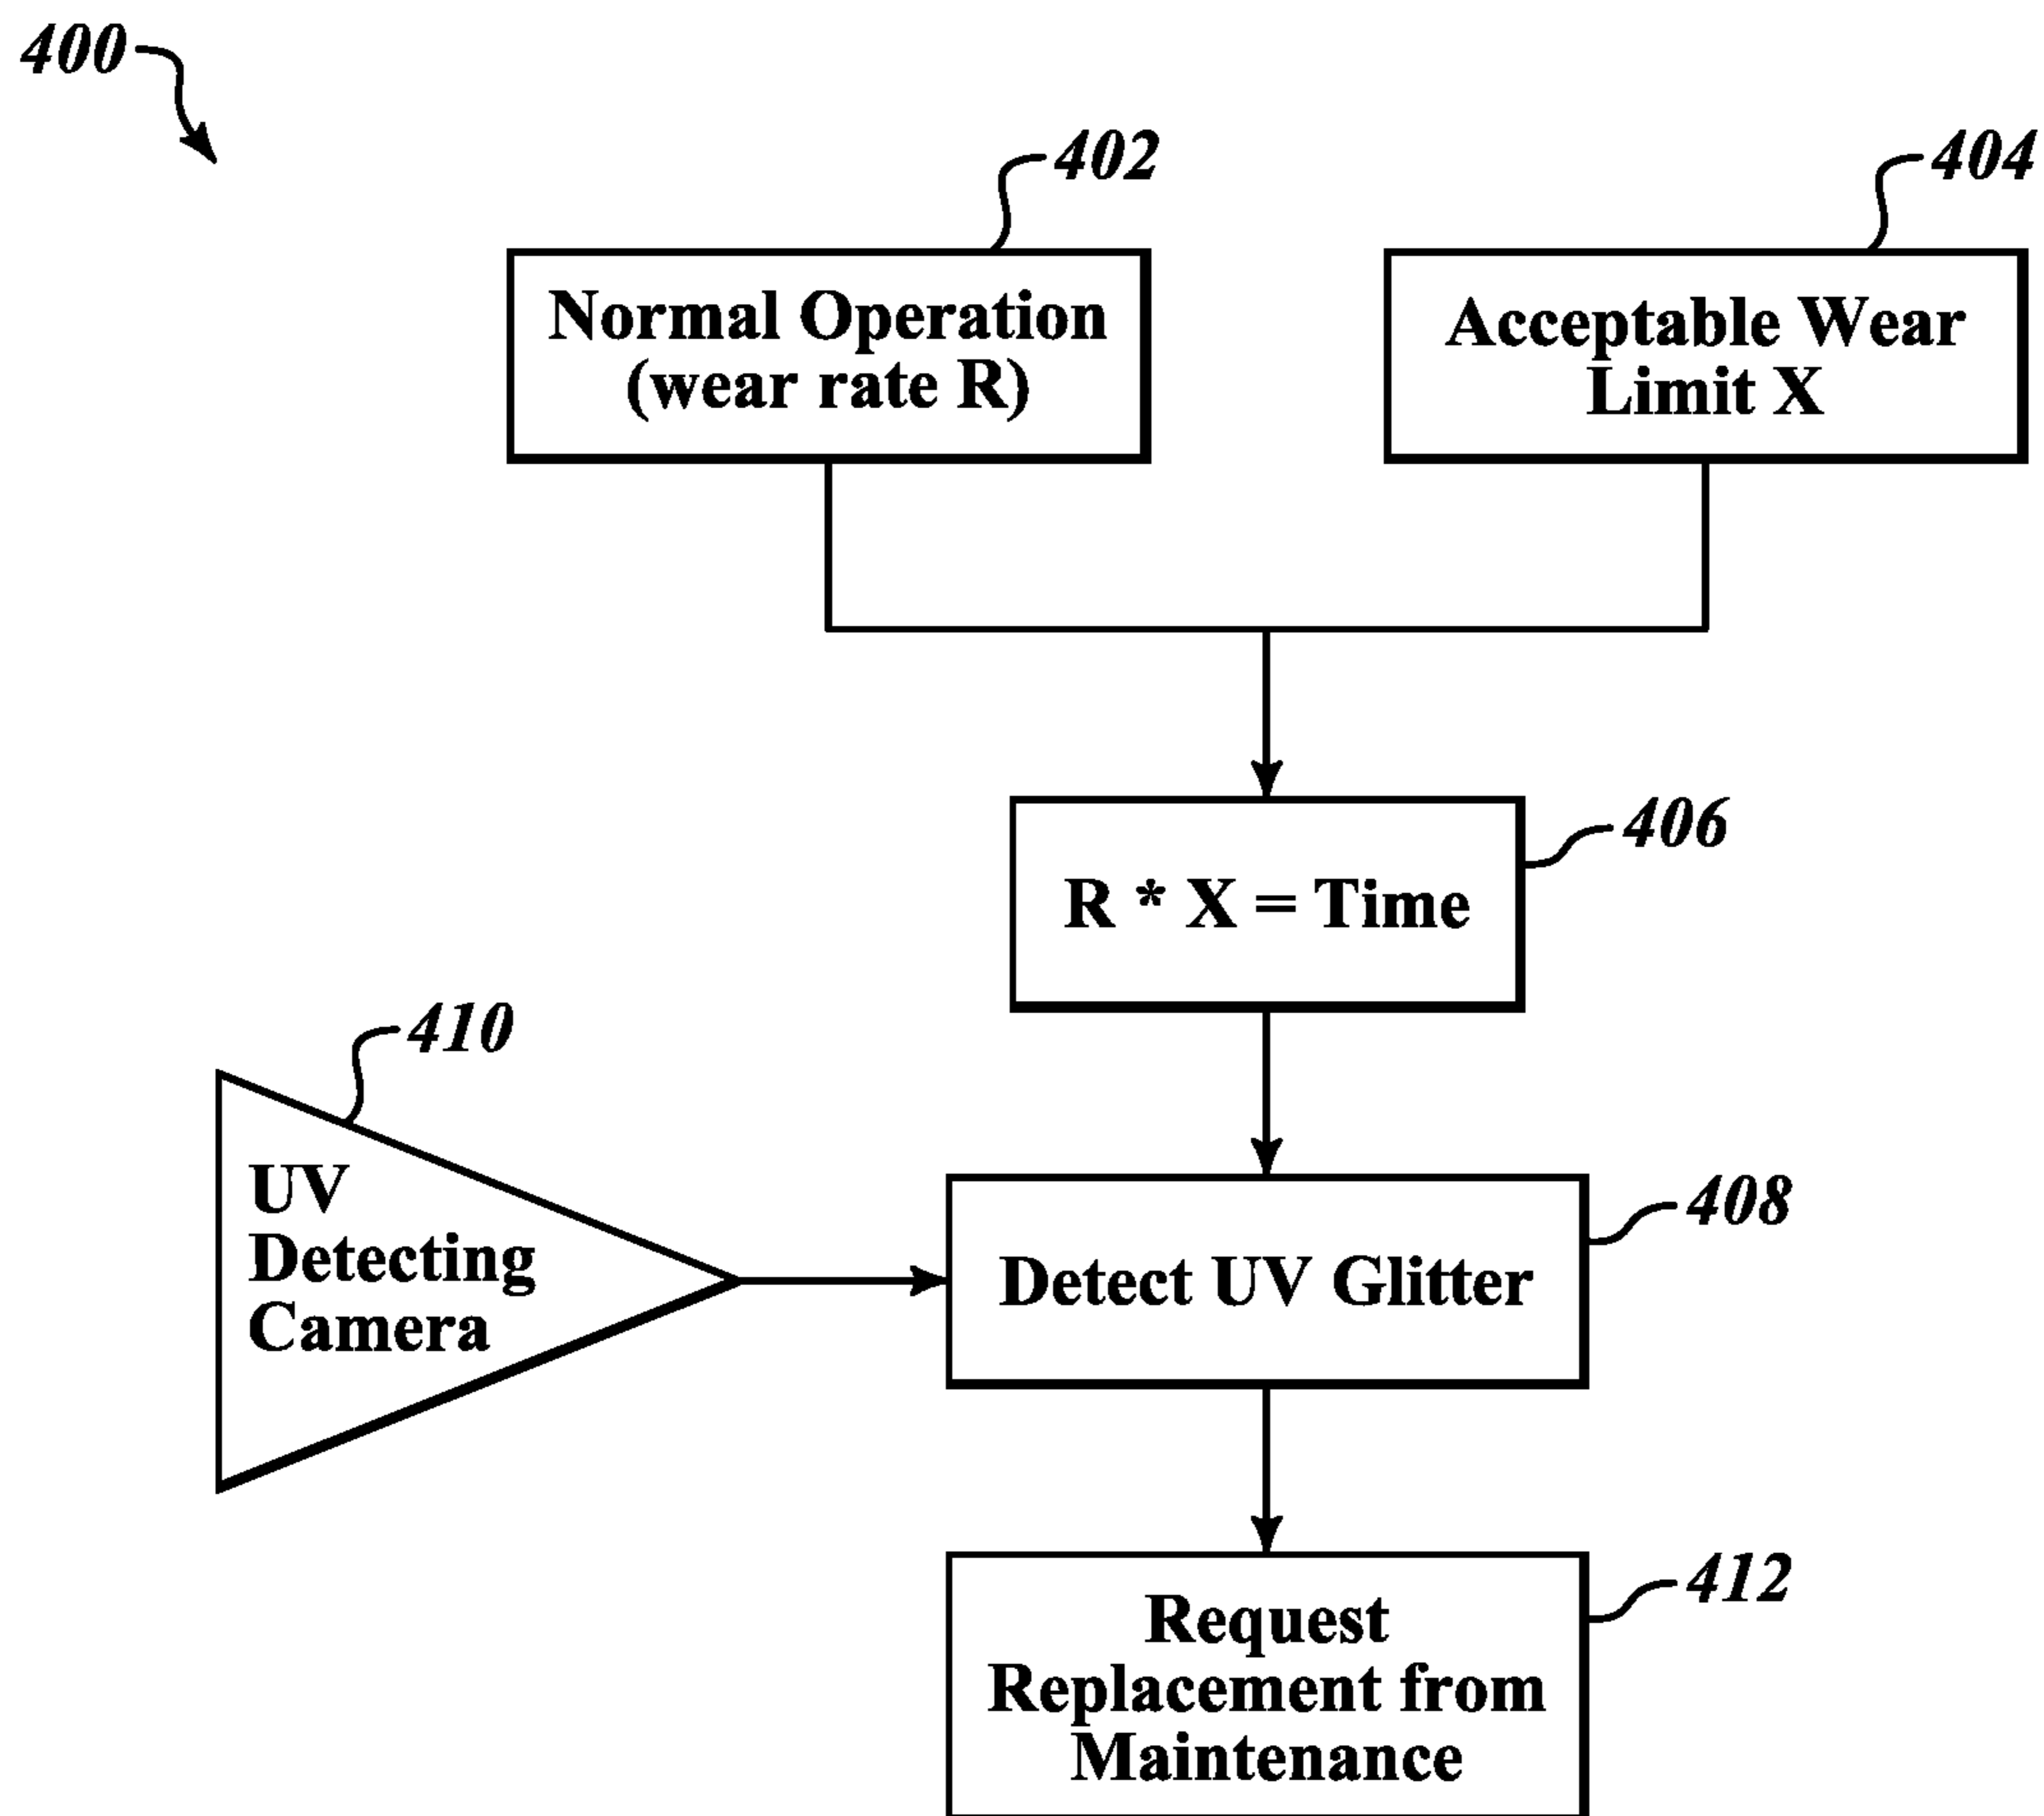 400
402
404
Normal Operation
(wear rate R)
Acceptable Wear
Limit X
406
R * X = Time
410
UV
Detecting
Camera
408
Detect UV Glitter
412
Request
Replacement from
Maintenance